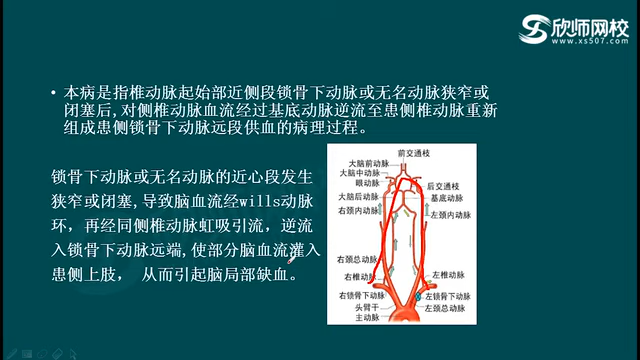 欣师网校
www.xs507.com
• 本病是指椎动脉起始部近侧段锁骨下动脉或无名动脉狭窄或
闭塞后,对侧椎动脉血流经过基底动脉逆流至患侧椎动脉重新
组成患侧锁骨下动脉远段供血的病理过程。
锁骨下动脉或无名动脉的近心段发生
狭窄或闭塞,导致脑血流经wills动脉
环，再经同侧椎动脉虹吸引流，逆流
入锁骨下动脉远端,使部分脑血流灌入
患侧上肢， 从而引起脑局部缺血。
前交通枝
大脑前动脉
大脑中动脉
眼动脉
后交通枝
大脑后动脉
基底动脉
右颈内动脉
左颈内动脉
右颈总动脉
右椎动脉
左椎动脉
右锁骨下动脉
左锁骨下动脉
头臂干
左颈总动脉
主动脉